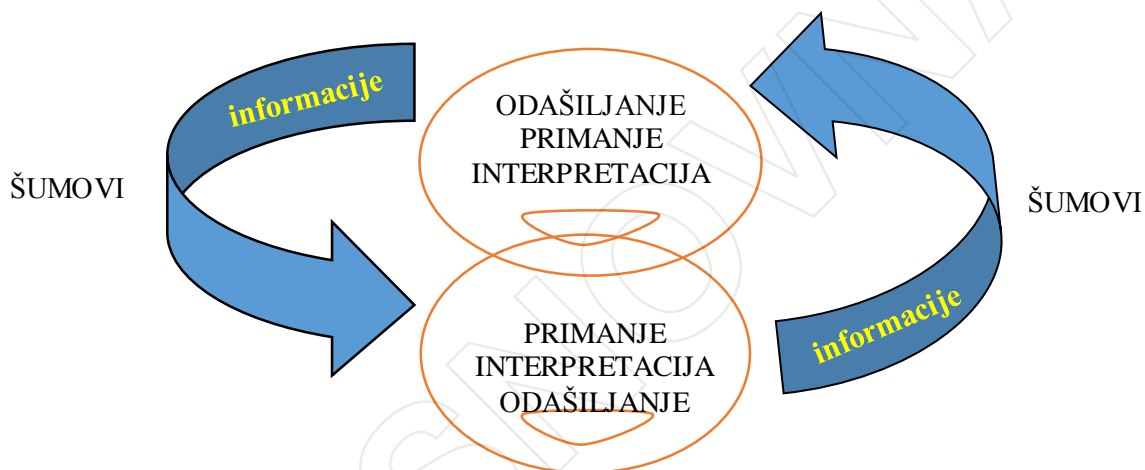 informacije
ODAŠILJANJE
PRIMANJE
INTERPRETACIJA
ŠUMOVI
ŠUMOVI
PRIMANJE
INTERPRETACIJA
ODAŠILJANJE
informacije